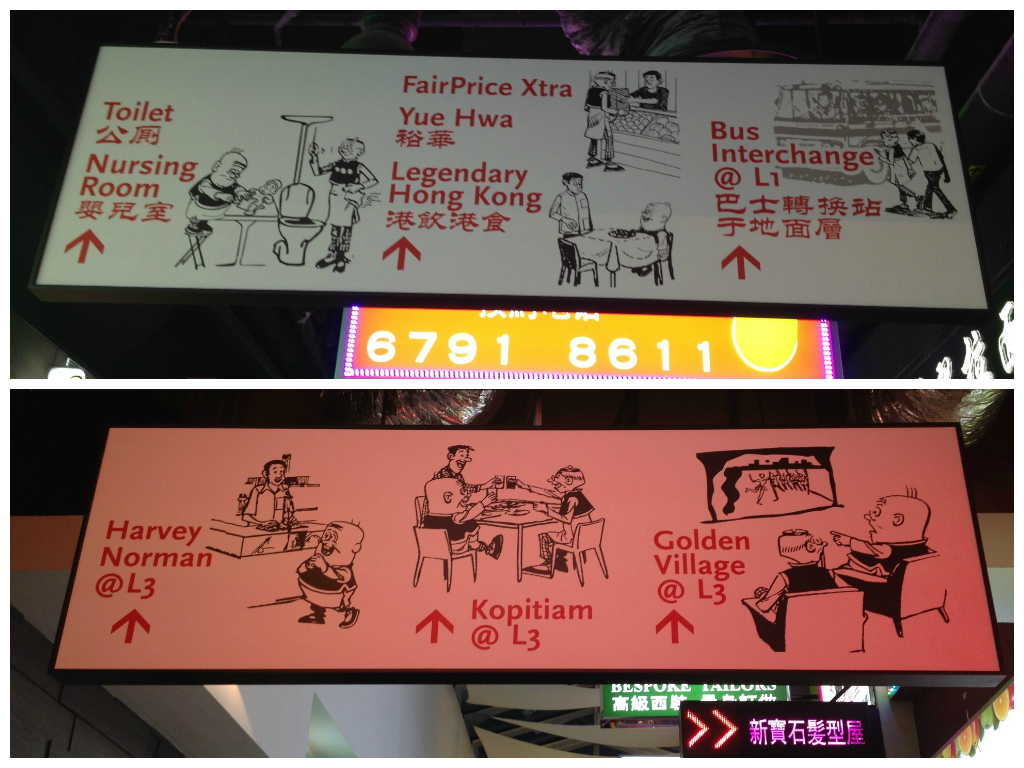 Toilet
公厠
Nursing
Room
嬰兒室
FairPrice Xtra
Yue Hwa
裕華
Legendary
Hong Kong
港飲港食
Bus
Interchange
@ L1
巴士轉換站
于地面層
6791 8611
Harvey
Norman
@ L3
Kopitiam
@ L3
Golden
Village
@ L3
BESPOKE TAILORS
新寶石髮型屋